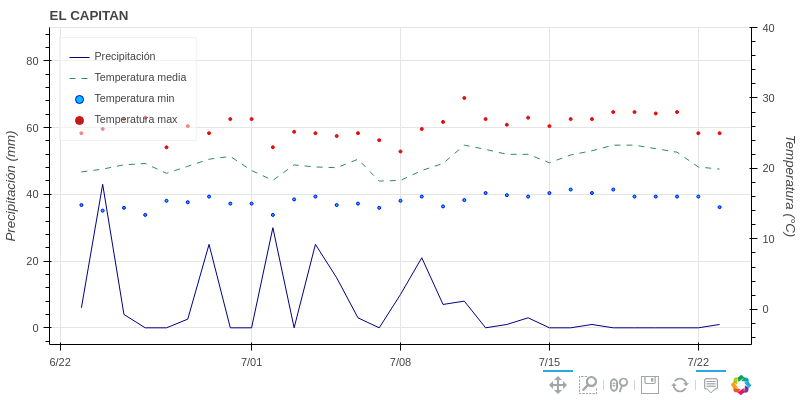 EL CAPITAN
Precipitación
Temperatura media
Temperatura min
Temperatura max
80
60
40
20
0
Precipitación (mm)
40
30
20
10
0
Temperatura (°C)
6/22
7/01
7/08
7/15
7/22